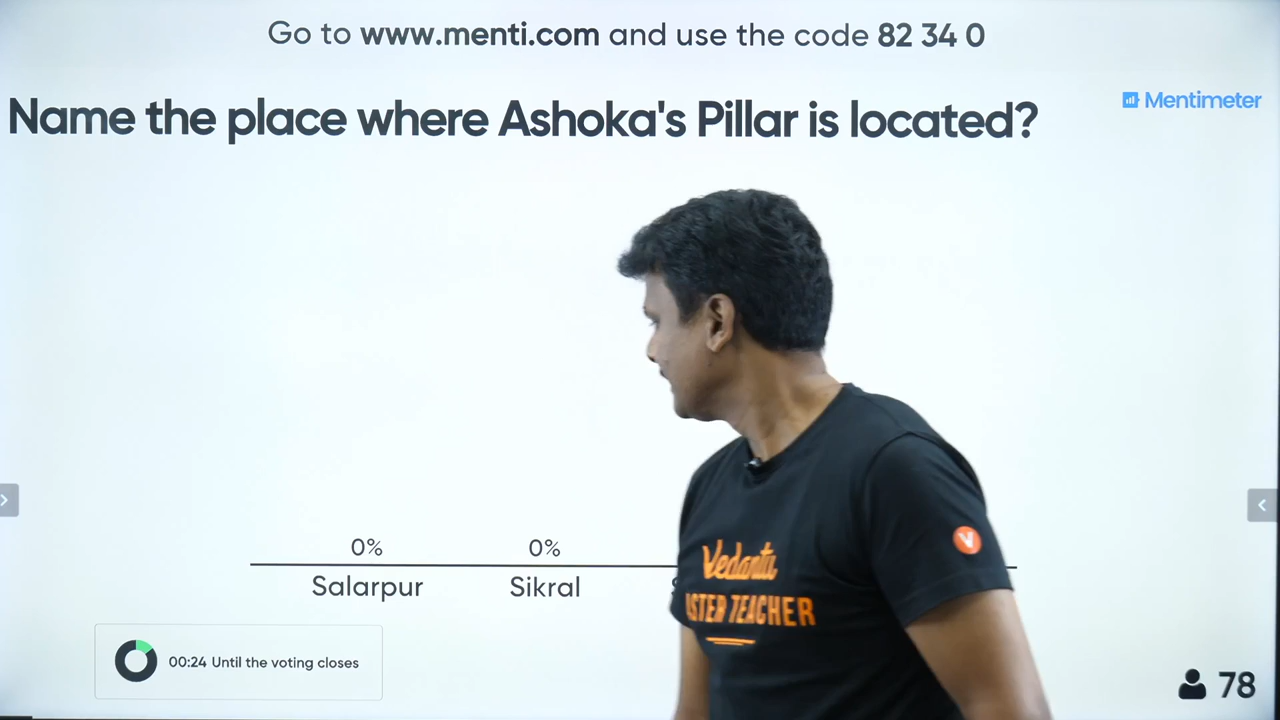 Go to www.menti.com and use the code 82 34 0
Mentimeter
Name the place where Ashoka's Pillar is located?
0%
0%
Salarpur
Sikral
Vedantu
TEACHER
00:24 Until the voting closes
78